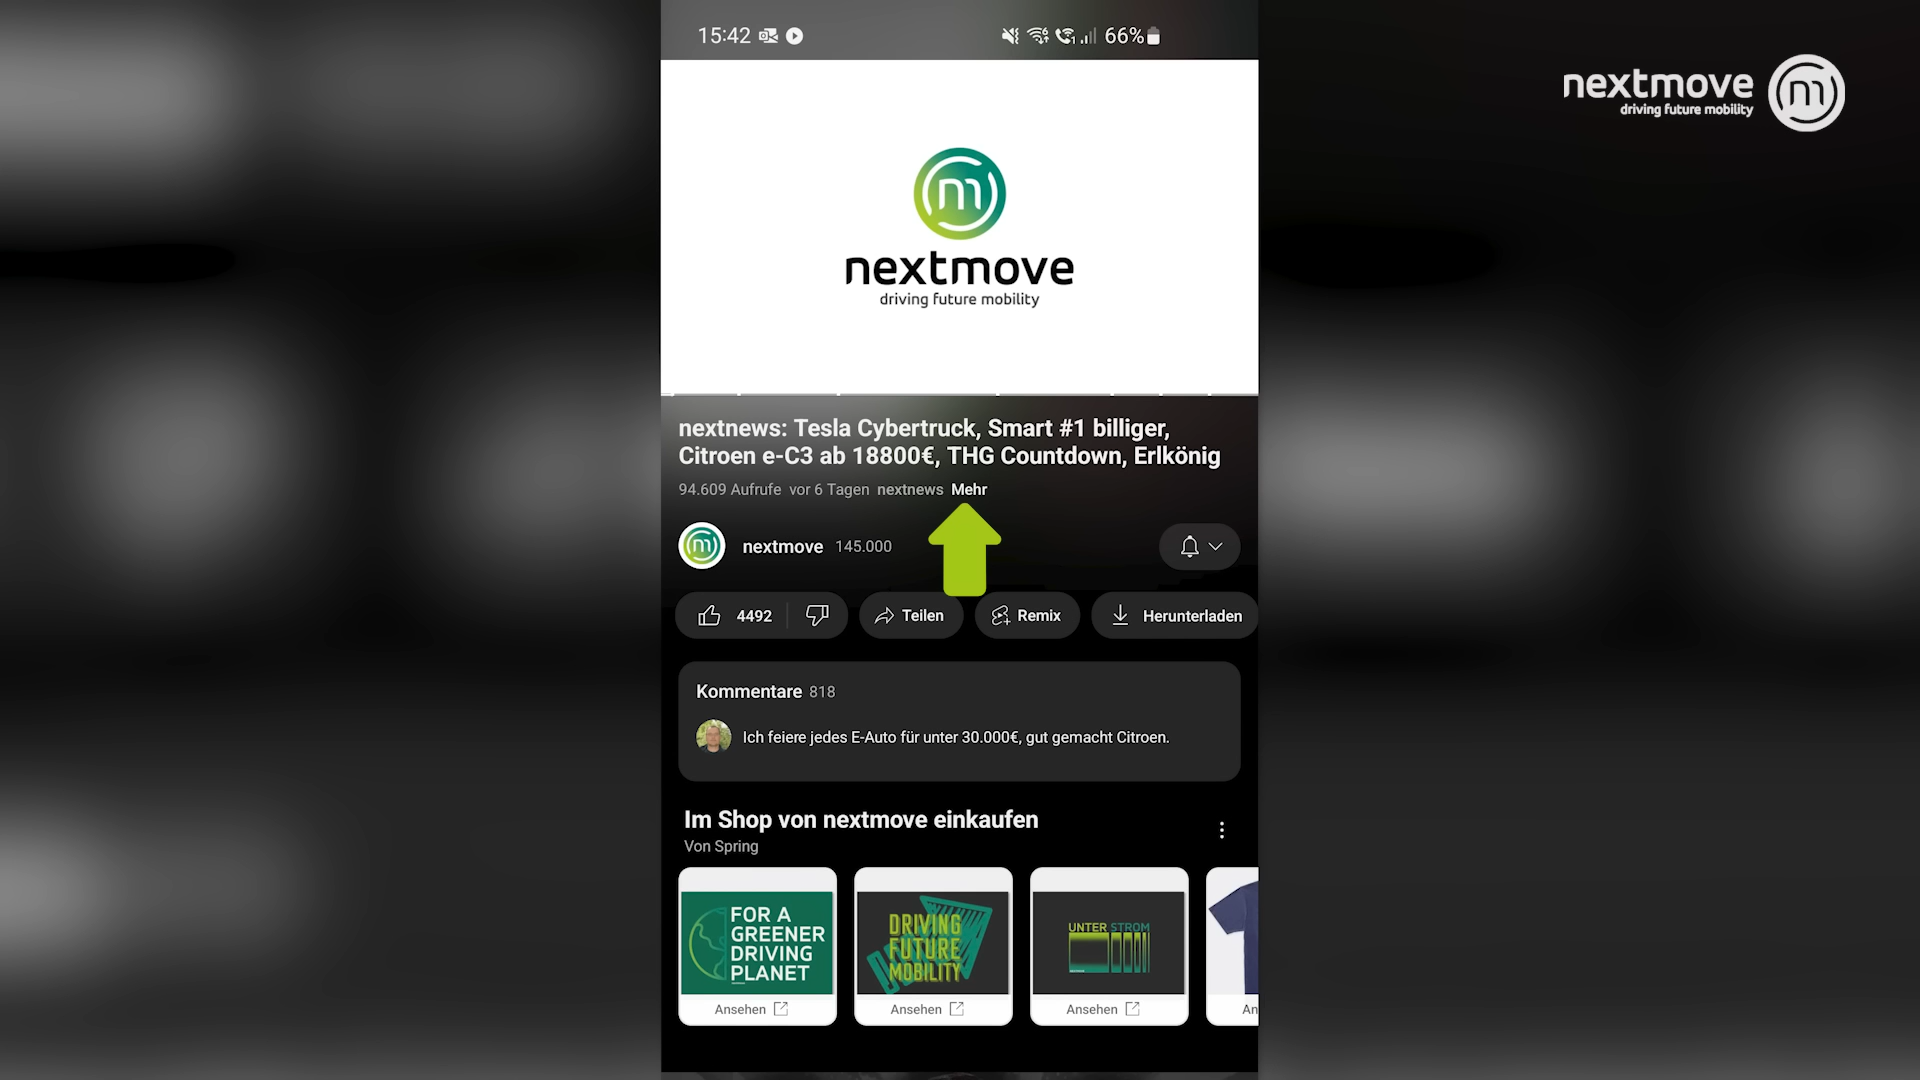 15:42
66%
nextmove
driving future mobility
nextmove
driving future mobility
nextnews: Tesla Cybertruck, Smart #1 billiger,
Citroen e-C3 ab 18800€, THG Countdown, Erlkönig
94.609 Aufrufe vor 6 Tagen nextnews Mehr
nextmove 145.000
4492
Teilen
Remix
Herunterladen
Kommentare 818
Ich feiere jedes E-Auto für unter 30.000€, gut gemacht Citroen.
Im Shop von nextmove einkaufen
Von Spring
FOR A
GREENER
DRIVING
PLANET
DRIVING
FUTURE
MOBILITY
UNTER STROM
Ansehen
Ansehen
Ansehen
An